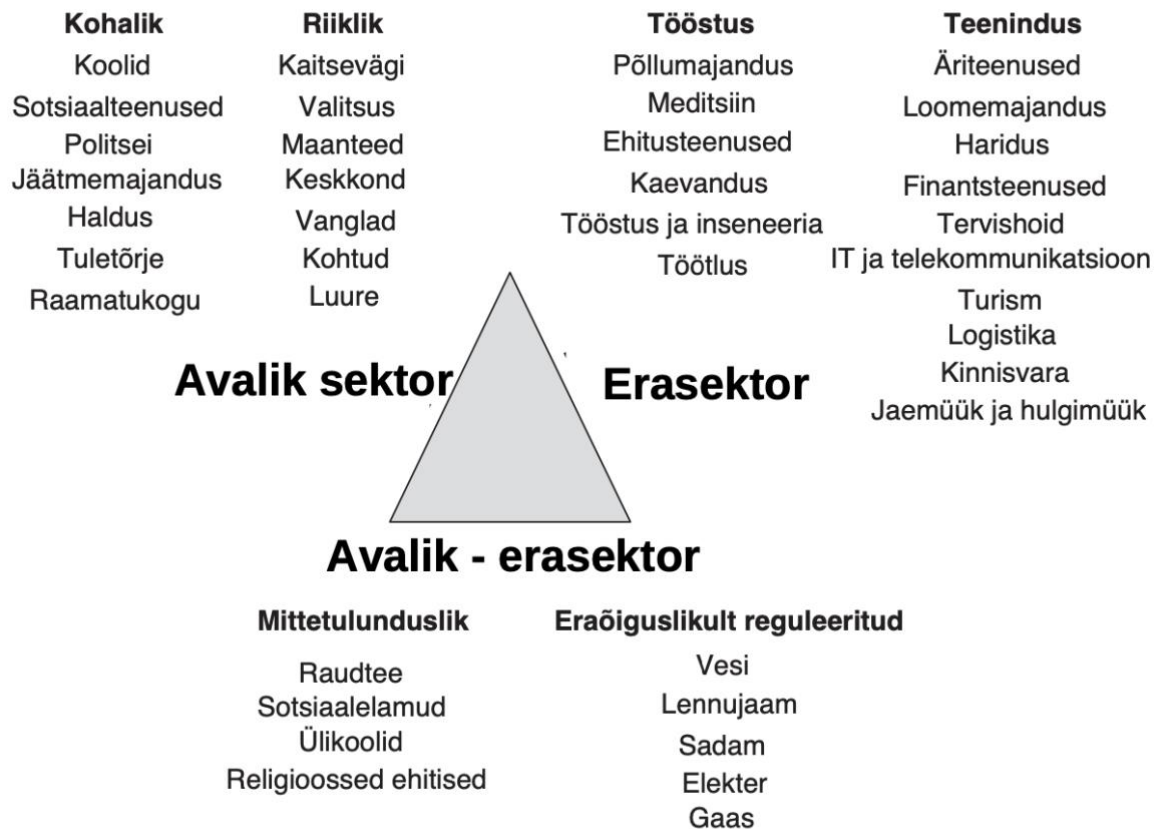 Kohalik
Koolid
Sotsiaalteenused
Politsei
Jäätmemajandus
Haldus
Tuletõrje
Raamatukogu
Riiklik
Kaitsevägi
Valitsus
Maanteed
Keskkond
Vanglad
Kohtud
Luure
Tööstus
Põllumajandus
Meditsiin
Ehitusteenused
Kaevandus
Tööstus ja inseneeria
Töötlus
Teenindus
Äriteenused
Loomemajandus
Haridus
Finantsteenused
Tervishoid
IT ja telekommunikatsioon
Turism
Logistika
Kinnisvara
Jaemüük ja hulgimüük
Avalik sektor
Erasektor
Avalik - erasektor
Mittetulunduslik
Raudtee
Sotsiaalelamud
Ülikoolid
Religioossed ehitised
Eraõiguslikult reguleeritud
Vesi
Lennujaam
Sadam
Elekter
Gaas